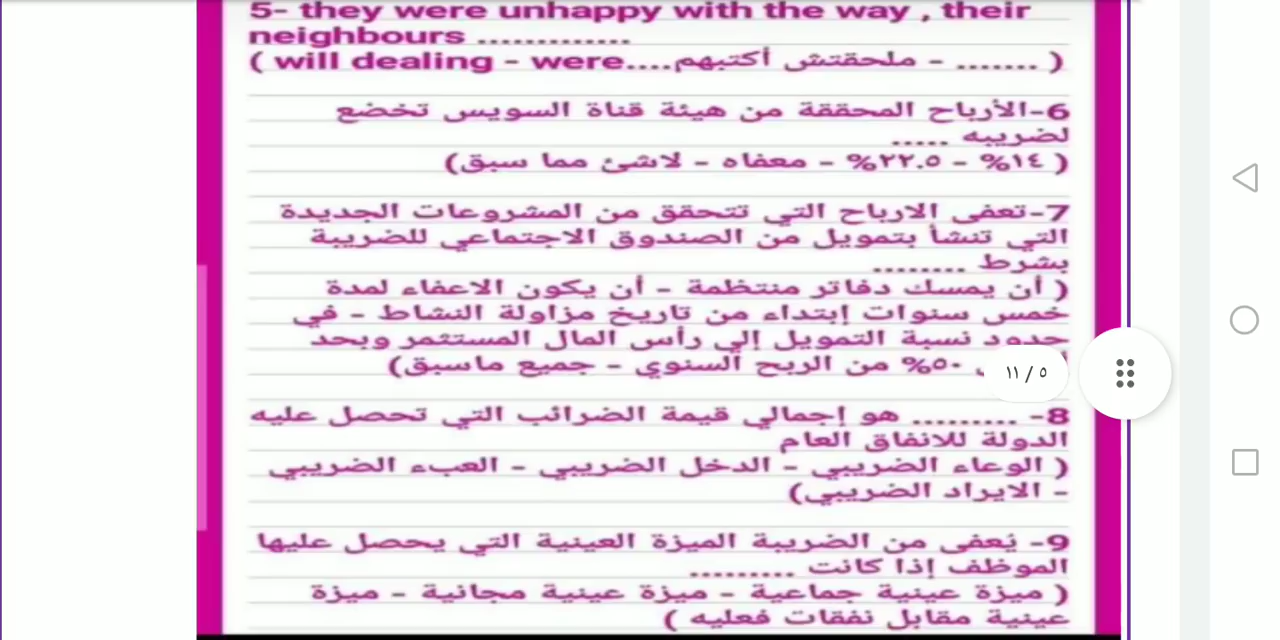 5- they were unhappy with the way , their
neighbours .............
( will dealing - were....ملحقتش أكتبهم - ....... )
6-الأرباح المحققة من هيئة قناة السويس تخضع
لضريبه .....
( ١٤% - ٢٢.٥% - معفاه - لاشئ مما سبق)
7-تعفى الارباح التي تتحقق من المشروعات الجديدة
التي تنشأ بتمويل من الصندوق الاجتماعي للضريبة
بشرط ........
( أن يمسك دفاتر منتظمة - أن يكون الاعفاء لمدة
خمس سنوات إبتداء من تاريخ مزاولة النشاط - في
حدود نسبة التمويل إلي رأس المال المستثمر وبحد
٥٠% من الربح السنوي - جميع ماسبق)
٥ / ١١
8- ......... هو إجمالي قيمة الضرائب التي تحصل عليه
الدولة للانفاق العام
( الوعاء الضريبي - الدخل الضريبي - العبء الضريبي
- الايراد الضريبي)
9- يُعفى من الضريبة الميزة العينية التي يحصل عليها
الموظف إذا كانت .........
( ميزة عينية جماعية - ميزة عينية مجانية - ميزة
عينية مقابل نفقات فعليه )